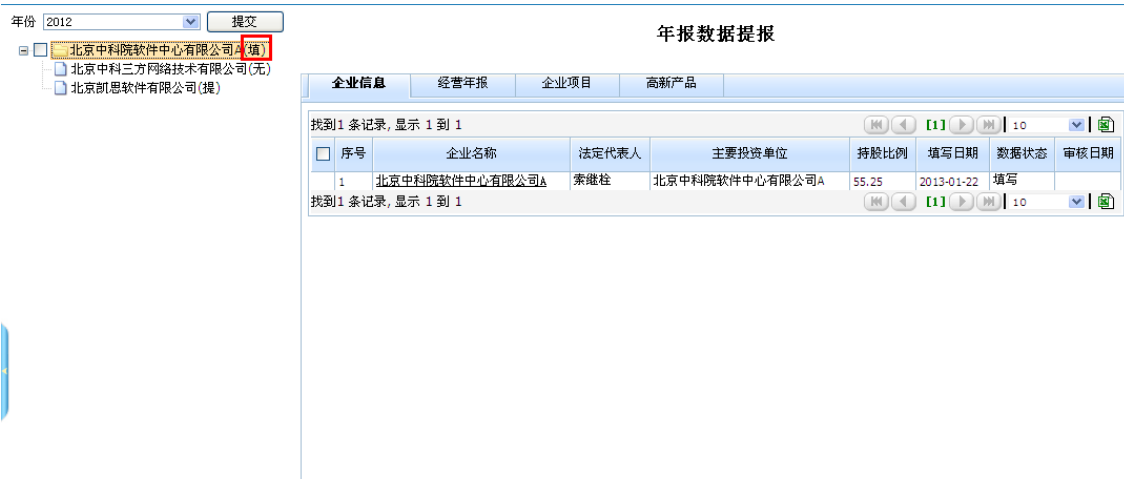 年份 2012 提交
北京中科院软件中心有限公司A(填)
北京中科三方网络技术有限公司(无)
北京凯思软件有限公司(提)
年报数据提报
企业信息 经营年报 企业项目 高新产品
找到1 条记录, 显示 1 到 1 [1] 10
序号 企业名称 法定代表人 主要投资单位 持股比例 填写日期 数据状态 审核日期
1 北京中科院软件中心有限公司A 索继栓 北京中科院软件中心有限公司A 55.25 2013-01-22 填写
找到1 条记录, 显示 1 到 1 [1] 10